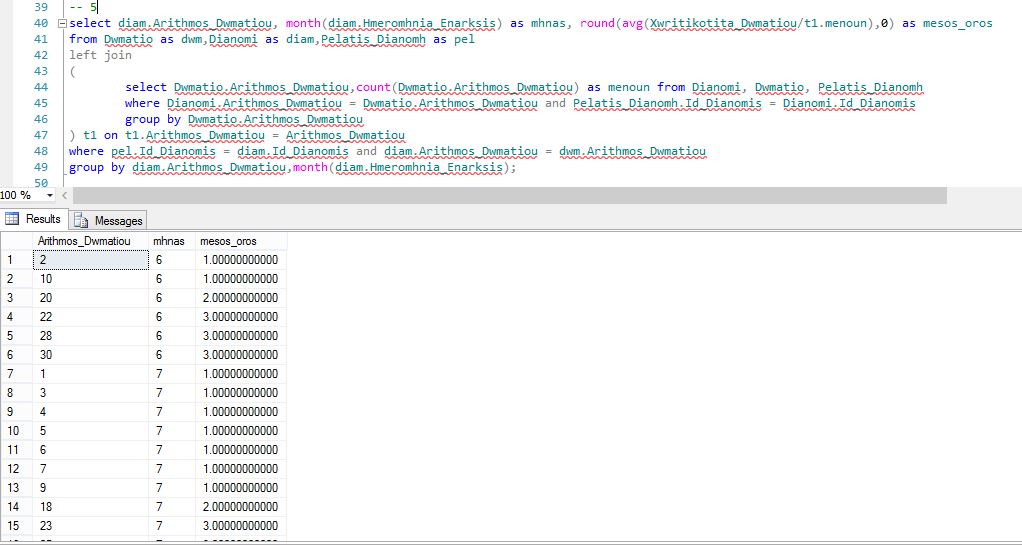 39 -- 5
40 select diam.Arithmos_Dwmatiou, month(diam.Hmeromhnia_Enarksis) as mhnas, round(avg(Xwritikotita_Dwmatiou/t1.menoun),0) as mesos_oros
41 from Dwmatio as dwm,Dianomi as diam,Pelatis_Dianomh as pel
42 left join
43 (
44 select Dwmatio.Arithmos_Dwmatiou,count(Dwmatio.Arithmos_Dwmatiou) as menoun from Dianomi, Dwmatio, Pelatis_Dianomh
45 where Dianomi.Arithmos_Dwmatiou = Dwmatio.Arithmos_Dwmatiou and Pelatis_Dianomh.Id_Dianomis = Dianomi.Id_Dianomis
46 group by Dwmatio.Arithmos_Dwmatiou
47 ) t1 on t1.Arithmos_Dwmatiou = Arithmos_Dwmatiou
48 where pel.Id_Dianomis = diam.Id_Dianomis and diam.Arithmos_Dwmatiou = dwm.Arithmos_Dwmatiou
49 group by diam.Arithmos_Dwmatiou,month(diam.Hmeromhnia_Enarksis);
50
100 %
Results Messages
Arithmos_Dwmatiou mhnas mesos_oros
1 2 6 1.00000000000
2 10 6 1.00000000000
3 20 6 2.00000000000
4 22 6 3.00000000000
5 28 6 3.00000000000
6 30 6 3.00000000000
7 1 7 1.00000000000
8 3 7 1.00000000000
9 4 7 1.00000000000
10 5 7 1.00000000000
11 6 7 1.00000000000
12 7 7 1.00000000000
13 9 7 1.00000000000
14 18 7 2.00000000000
15 23 7 3.00000000000